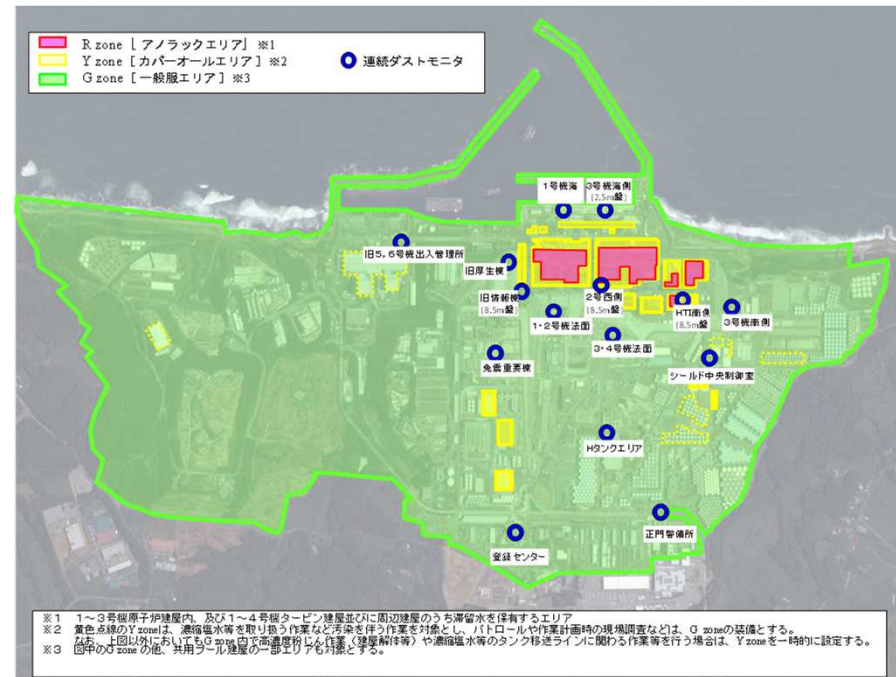 R zone [ アノラックエリア] ※1
Y zone [ カバーオールエリア] ※2
G zone [ 一般服エリア] ※3
連続ダストモニタ
1号機海
3号機海側
(2.5m盤)
旧5,6号機出入管理所
旧厚生棟
旧情報棟
(8.5m盤)
2号西側
(8.5m盤)
HTI南側
(8.5m盤)
3号機南側
1・2号機法面
3・4号機法面
免震重要棟
シールド中央制御室
Hタンクエリア
正門警備所
登録センター
※1 1～3号機原子炉建屋内、及び1～4号機タービン建屋並びに周辺建屋のうち滞留水を保有するエリア
※2 黄色点線のY zoneは、濃縮塩水等を取り扱う作業など汚染を伴う作業を対象とし、パトロールや作業計画時の現場調査などは、G zoneの装備とする。
なお、上図以外においてもG zone内で高濃度粉じん作業（建屋解体等）や濃縮塩水等のタンク移送ラインに関わる作業等を行う場合は、Y zoneを一時的に設定する。
※3 図中のG zoneの他、共用プール建屋の一部エリアも対象とする。